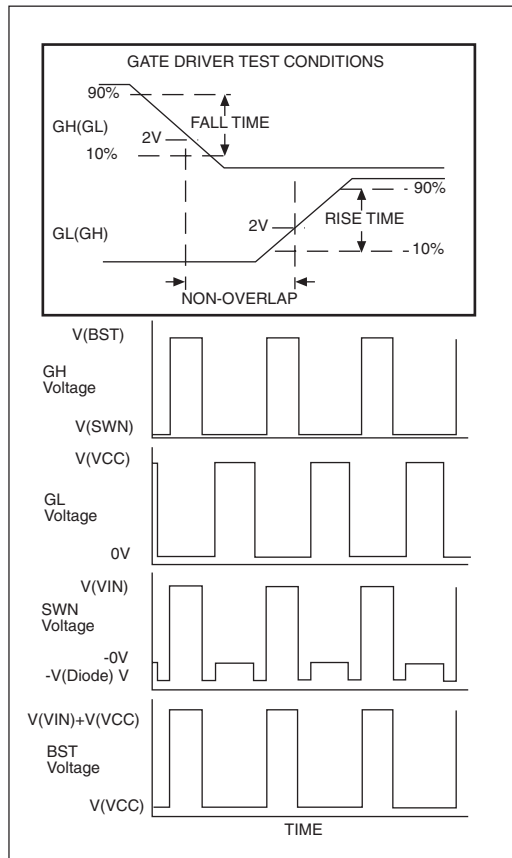 GATE DRIVER TEST CONDITIONS
90%
GH(GL)
FALL TIME
2V
10%
90%
GL(GH)
2V
RISE TIME
10%
NON-OVERLAP
V(BST)
GH
Voltage
V(SWN)
V(VCC)
GL
Voltage
0V
V(VIN)
SWN
Voltage
-0V
-V(Diode) V
V(VIN)+V(VCC)
BST
Voltage
V(VCC)
TIME